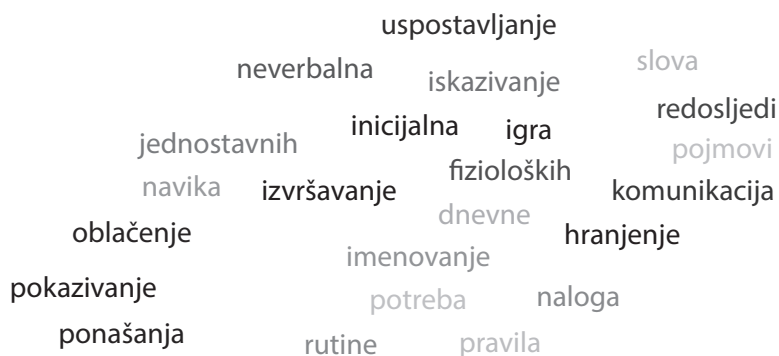 uspostavljanje
slova
neverbalna
iskazivanje
redosljedi
inicijalna
igra
jednostavnih
pojmovi
fizioloških
navika
izvršavanje
komunikacija
dnevne
oblačenje
hranjenje
imenovanje
pokazivanje
potreba
naloga
ponašanja
rutine
pravila